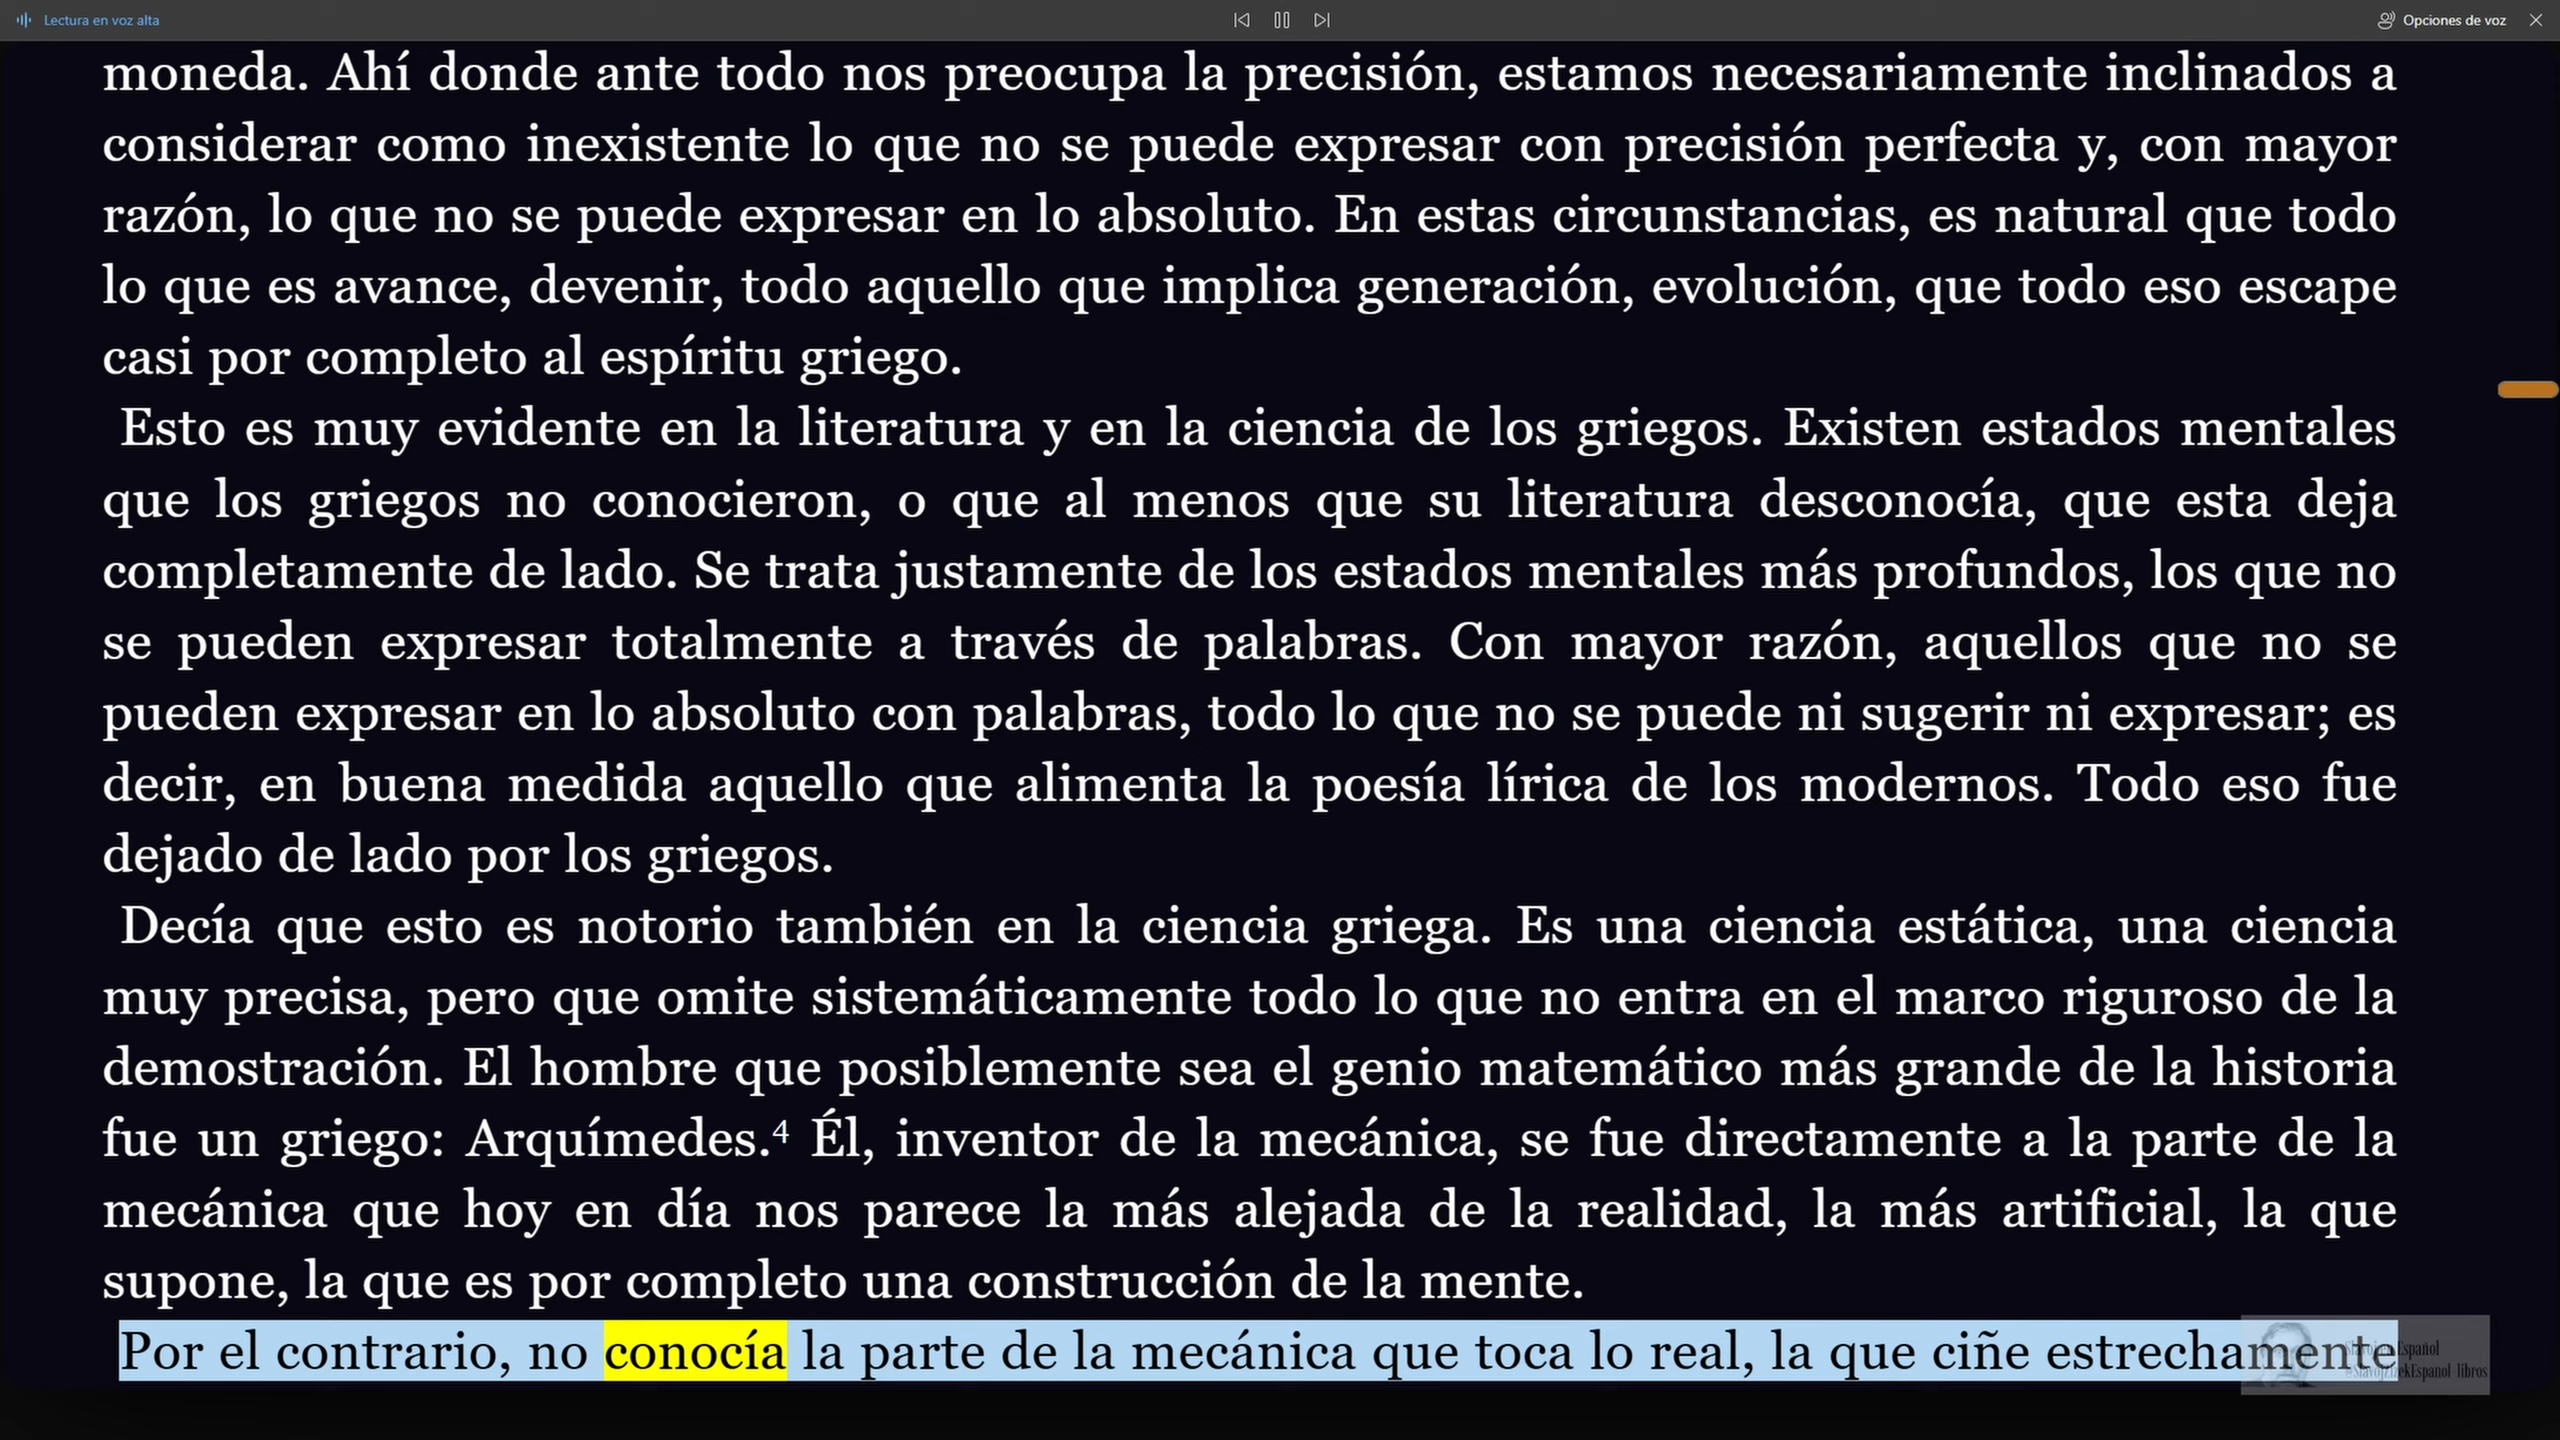 Lectura en voz alta
Opciones de voz
moneda. Ahí donde ante todo nos preocupa la precisión, estamos necesariamente inclinados a
considerar como inexistente lo que no se puede expresar con precisión perfecta y, con mayor
razón, lo que no se puede expresar en lo absoluto. En estas circunstancias, es natural que todo
lo que es avance, devenir, todo aquello que implica generación, evolución, que todo eso escape
casi por completo al espíritu griego.
Esto es muy evidente en la literatura y en la ciencia de los griegos. Existen estados mentales
que los griegos no conocieron, o que al menos que su literatura desconocía, que esta deja
completamente de lado. Se trata justamente de los estados mentales más profundos, los que no
se pueden expresar totalmente a través de palabras. Con mayor razón, aquellos que no se
pueden expresar en lo absoluto con palabras, todo lo que no se puede ni sugerir ni expresar; es
decir, en buena medida aquello que alimenta la poesía lírica de los modernos. Todo eso fue
dejado de lado por los griegos.
Decía que esto es notorio también en la ciencia griega. Es una ciencia estática, una ciencia
muy precisa, pero que omite sistemáticamente todo lo que no entra en el marco riguroso de la
demostración. El hombre que posiblemente sea el genio matemático más grande de la historia
fue un griego: Arquímedes.⁴ Él, inventor de la mecánica, se fue directamente a la parte de la
mecánica que hoy en día nos parece la más alejada de la realidad, la más artificial, la que
supone, la que es por completo una construcción de la mente.
Por el contrario, no conocía la parte de la mecánica que toca lo real, la que ciñe estrechamente
Español